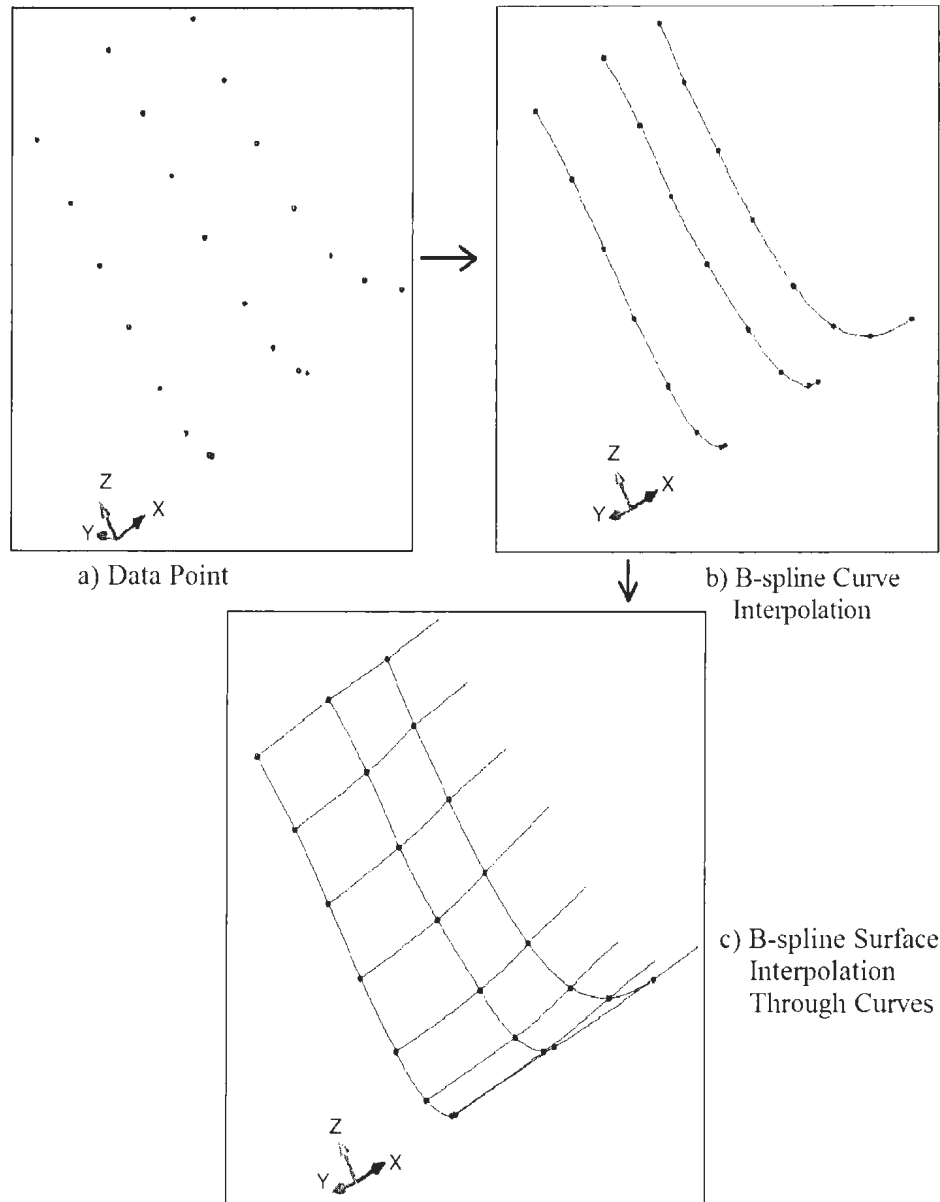 Z
X
Y
a) Data Point
Z
X
Y
b) B-spline Curve
Interpolation
c) B-spline Surface
Interpolation
Through Curves
Z
X
Y